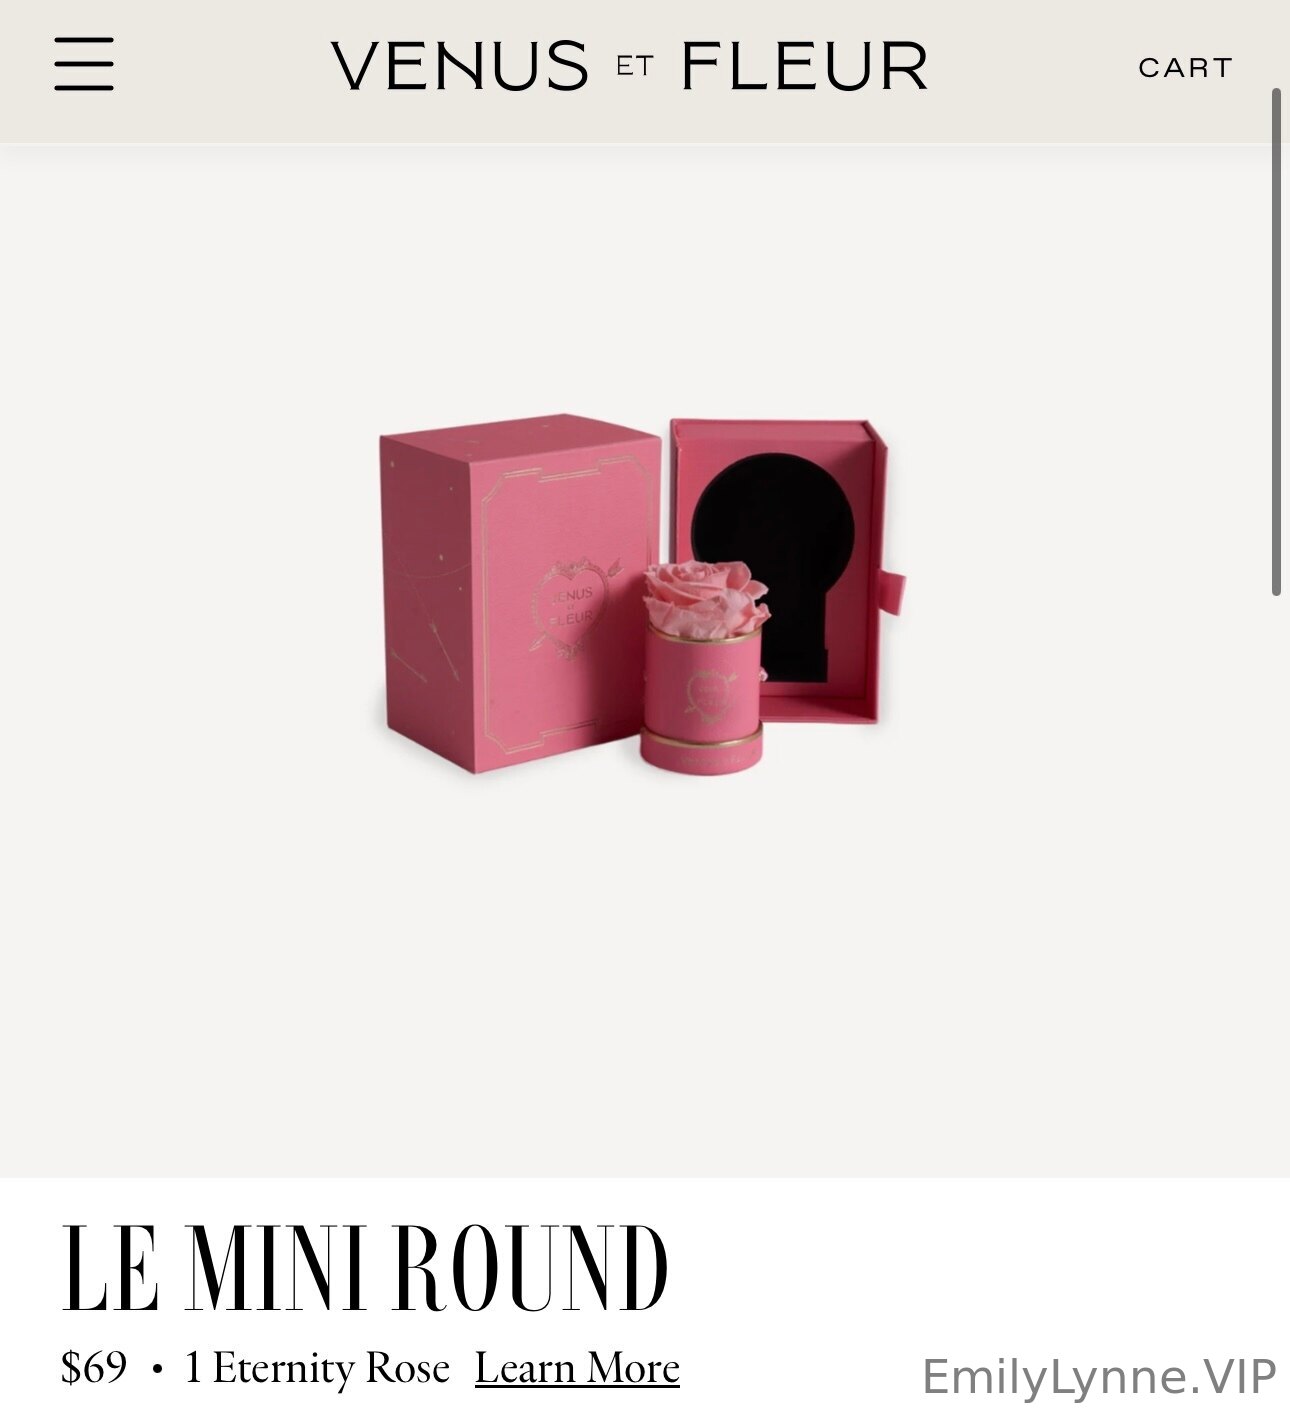 VENUS ET FLEUR
CART
VENUS
ET
FLEUR
LE MINI ROUND
$69 • 1 Eternity Rose Learn More
EmilyLynne.VIP